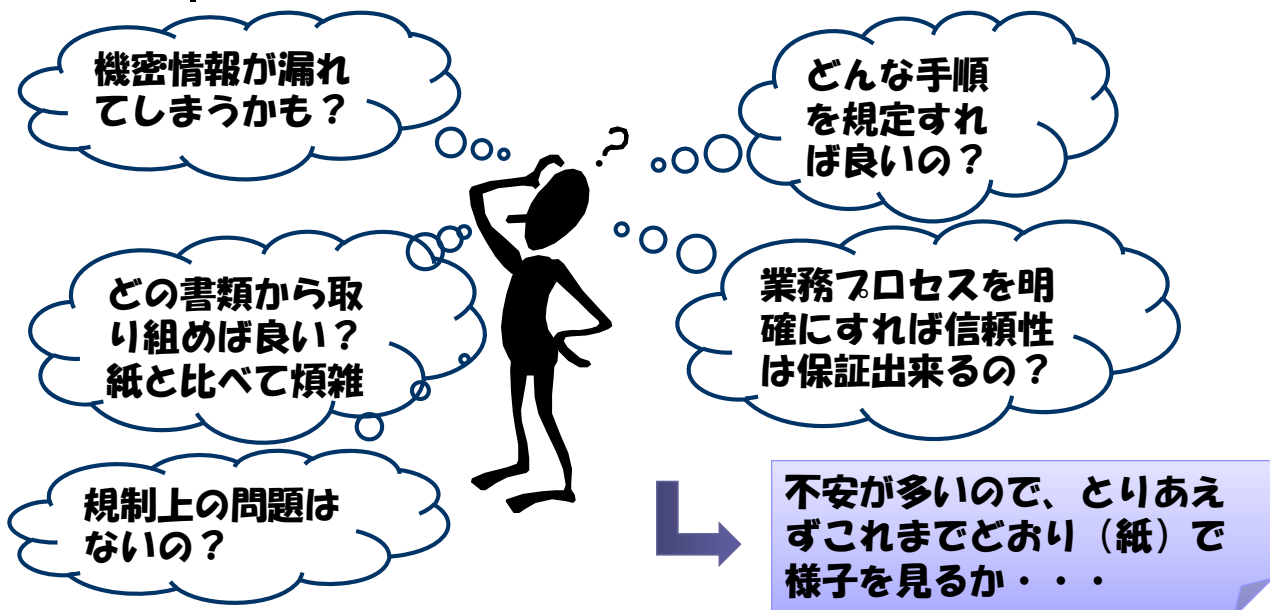 機密情報が漏れ
てしまうかも？
どんな手順
を規定すれ
ば良いの？
どの書類から取
り組めば良い？
紙と比べて煩雑
業務プロセスを明
確にすれば信頼性
は保証出来るの？
規制上の問題は
ないの？
不安が多いので、とりあえ
ずこれまでどおり（紙）で
様子を見るか・・・